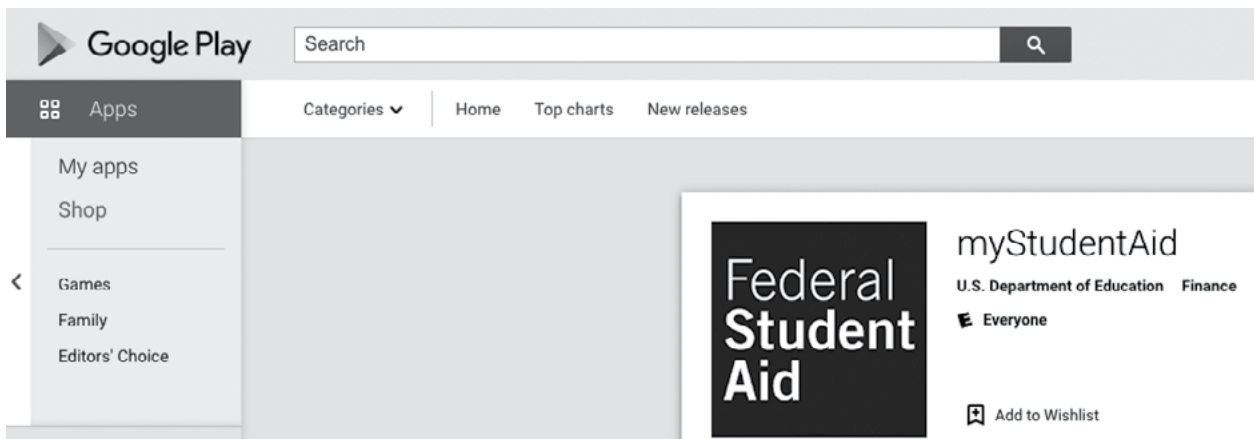 Google Play
Search
Apps
Categories
Home
Top charts
New releases
My apps
Shop
Games
Family
Editors' Choice
Federal
Student
Aid
myStudentAid
U.S. Department of Education Finance
E Everyone
Add to Wishlist